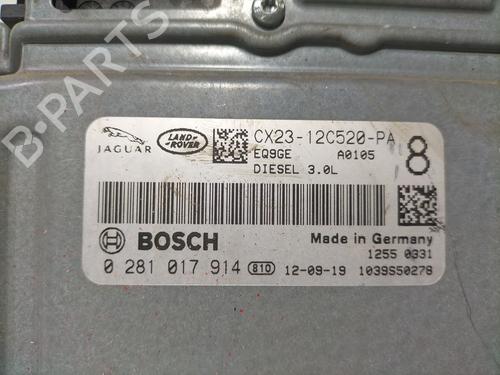 B-PARTS
JAGUAR
LAND-
ROVER
CX23-12C520-PA
EQ9GE A0105
DIESEL 3.0L
8
BOSCH
Made in Germany
1255 0331
0 281 017 914 810 12-09-19 1039S50278